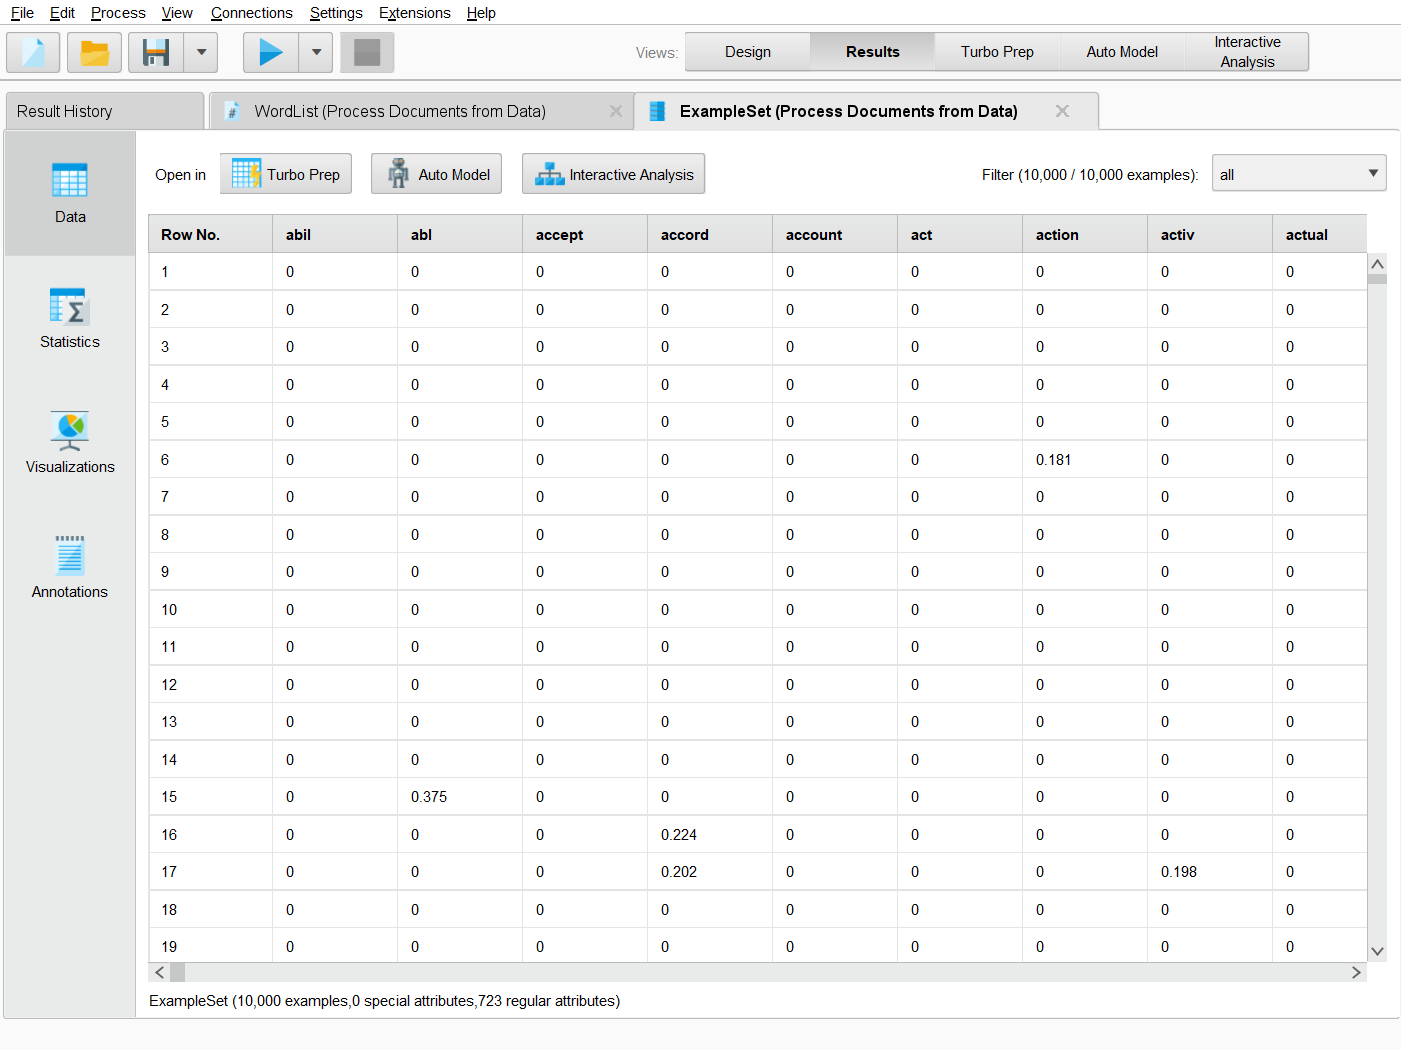 File Edit Process View Connections Settings Extensions Help
Views: Design Results Turbo Prep Auto Model Interactive Analysis
Result History # WordList (Process Documents from Data) ExampleSet (Process Documents from Data)
Open in Turbo Prep Auto Model Interactive Analysis Filter (10,000 / 10,000 examples): all
Data
Statistics
Visualizations
Annotations
Row No. abil abl accept accord account act action activ actual
1 0 0 0 0 0 0 0 0 0
2 0 0 0 0 0 0 0 0 0
3 0 0 0 0 0 0 0 0 0
4 0 0 0 0 0 0 0 0 0
5 0 0 0 0 0 0 0 0 0
6 0 0 0 0 0 0 0.181 0 0
7 0 0 0 0 0 0 0 0 0
8 0 0 0 0 0 0 0 0 0
9 0 0 0 0 0 0 0 0 0
10 0 0 0 0 0 0 0 0 0
11 0 0 0 0 0 0 0 0 0
12 0 0 0 0 0 0 0 0 0
13 0 0 0 0 0 0 0 0 0
14 0 0 0 0 0 0 0 0 0
15 0 0.375 0 0 0 0 0 0 0
16 0 0 0 0.224 0 0 0 0 0
17 0 0 0 0.202 0 0 0 0.198 0
18 0 0 0 0 0 0 0 0 0
19 0 0 0 0 0 0 0 0 0
ExampleSet (10,000 examples,0 special attributes,723 regular attributes)